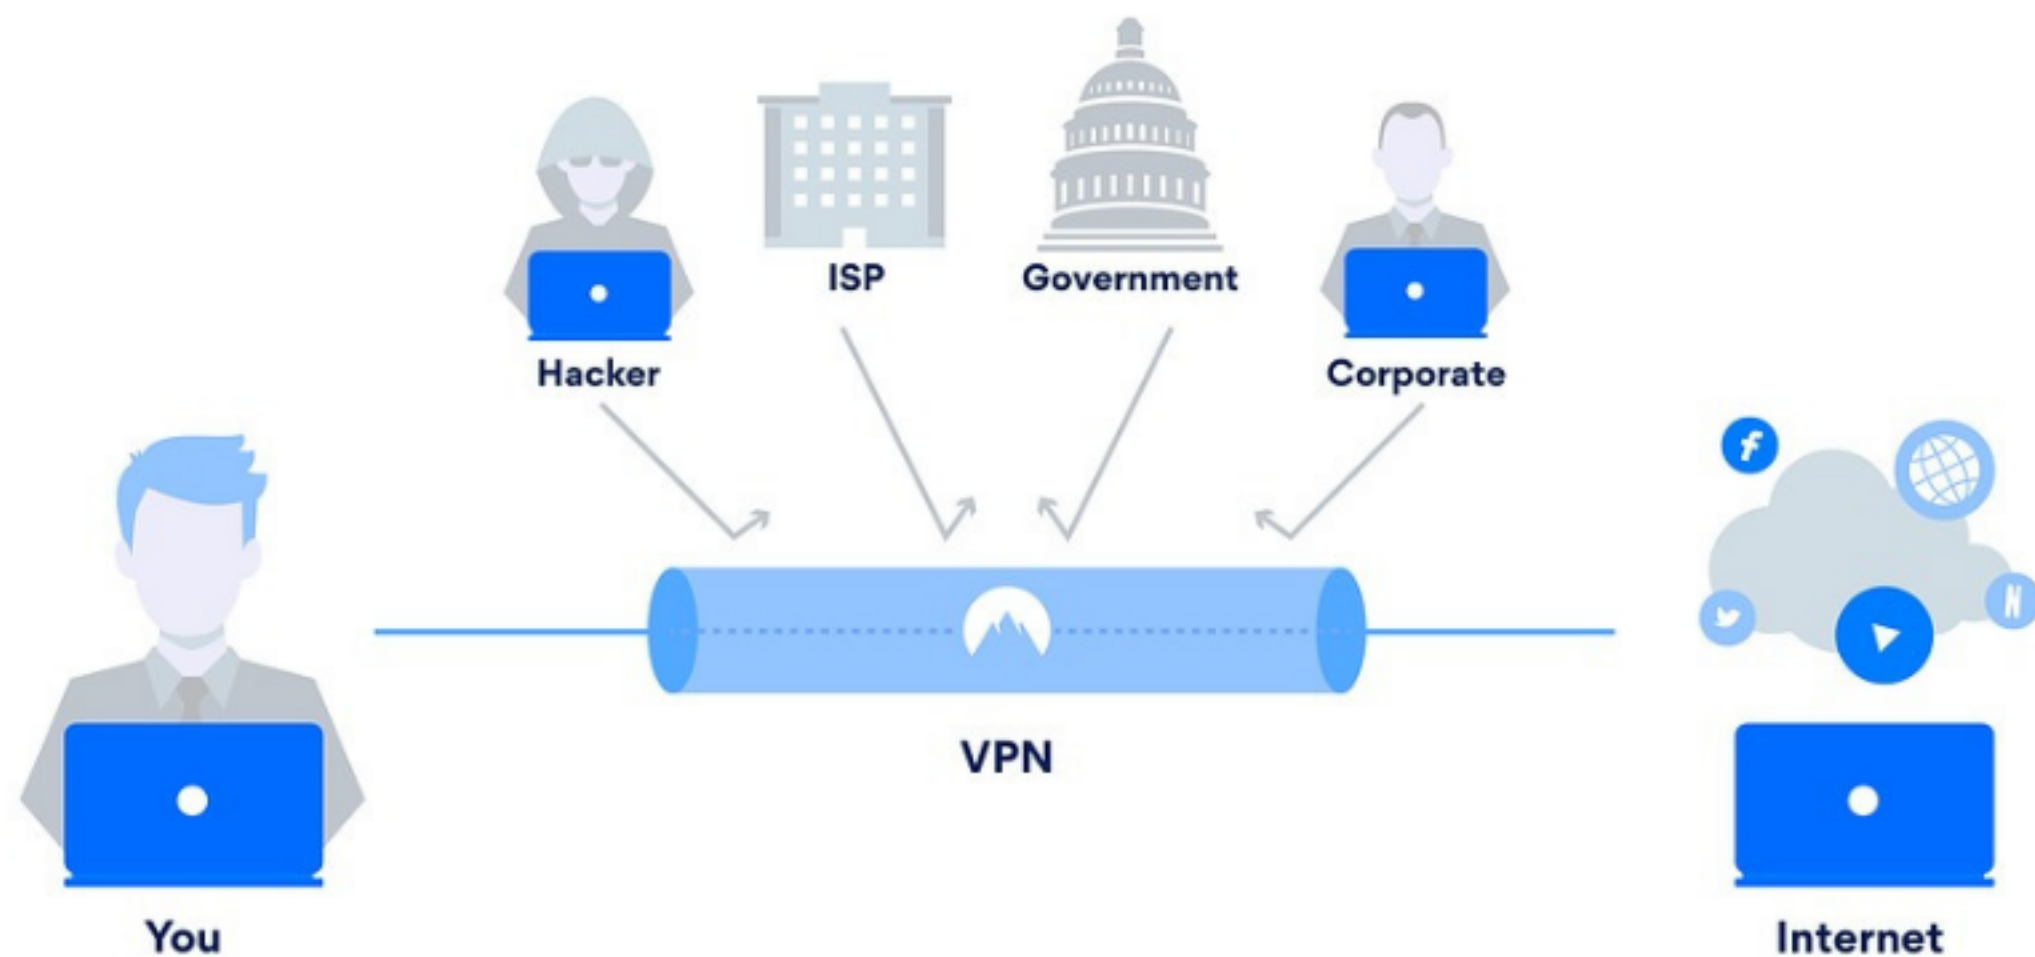 Hacker
ISP
Government
Corporate
f
N
VPN
You
Internet